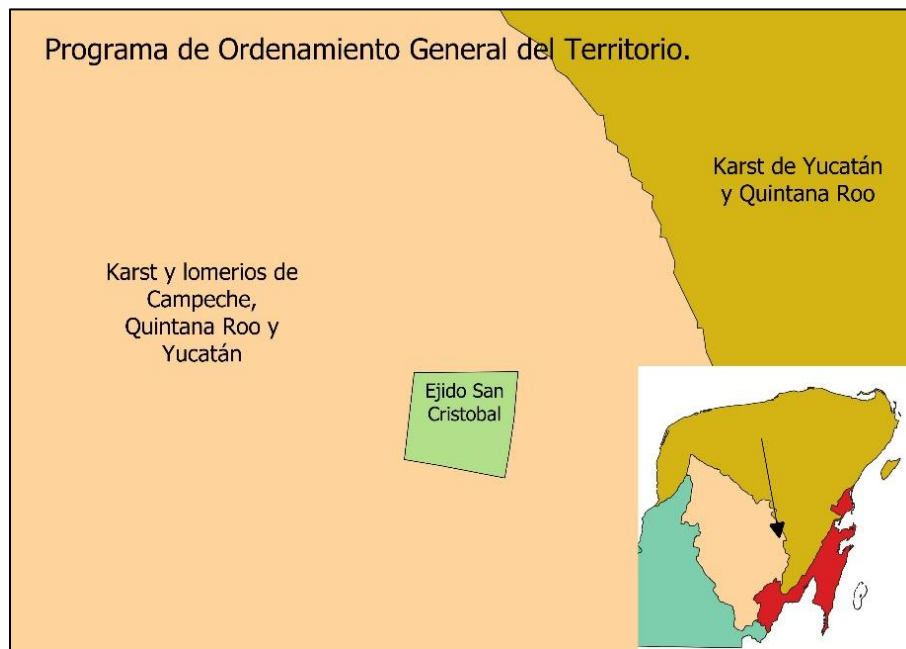 Programa de Ordenamiento General del Territorio.
Karst de Yucatán
y Quintana Roo
Karst y lomerios de
Campeche,
Quintana Roo y
Yucatán
Ejido San
Cristobal